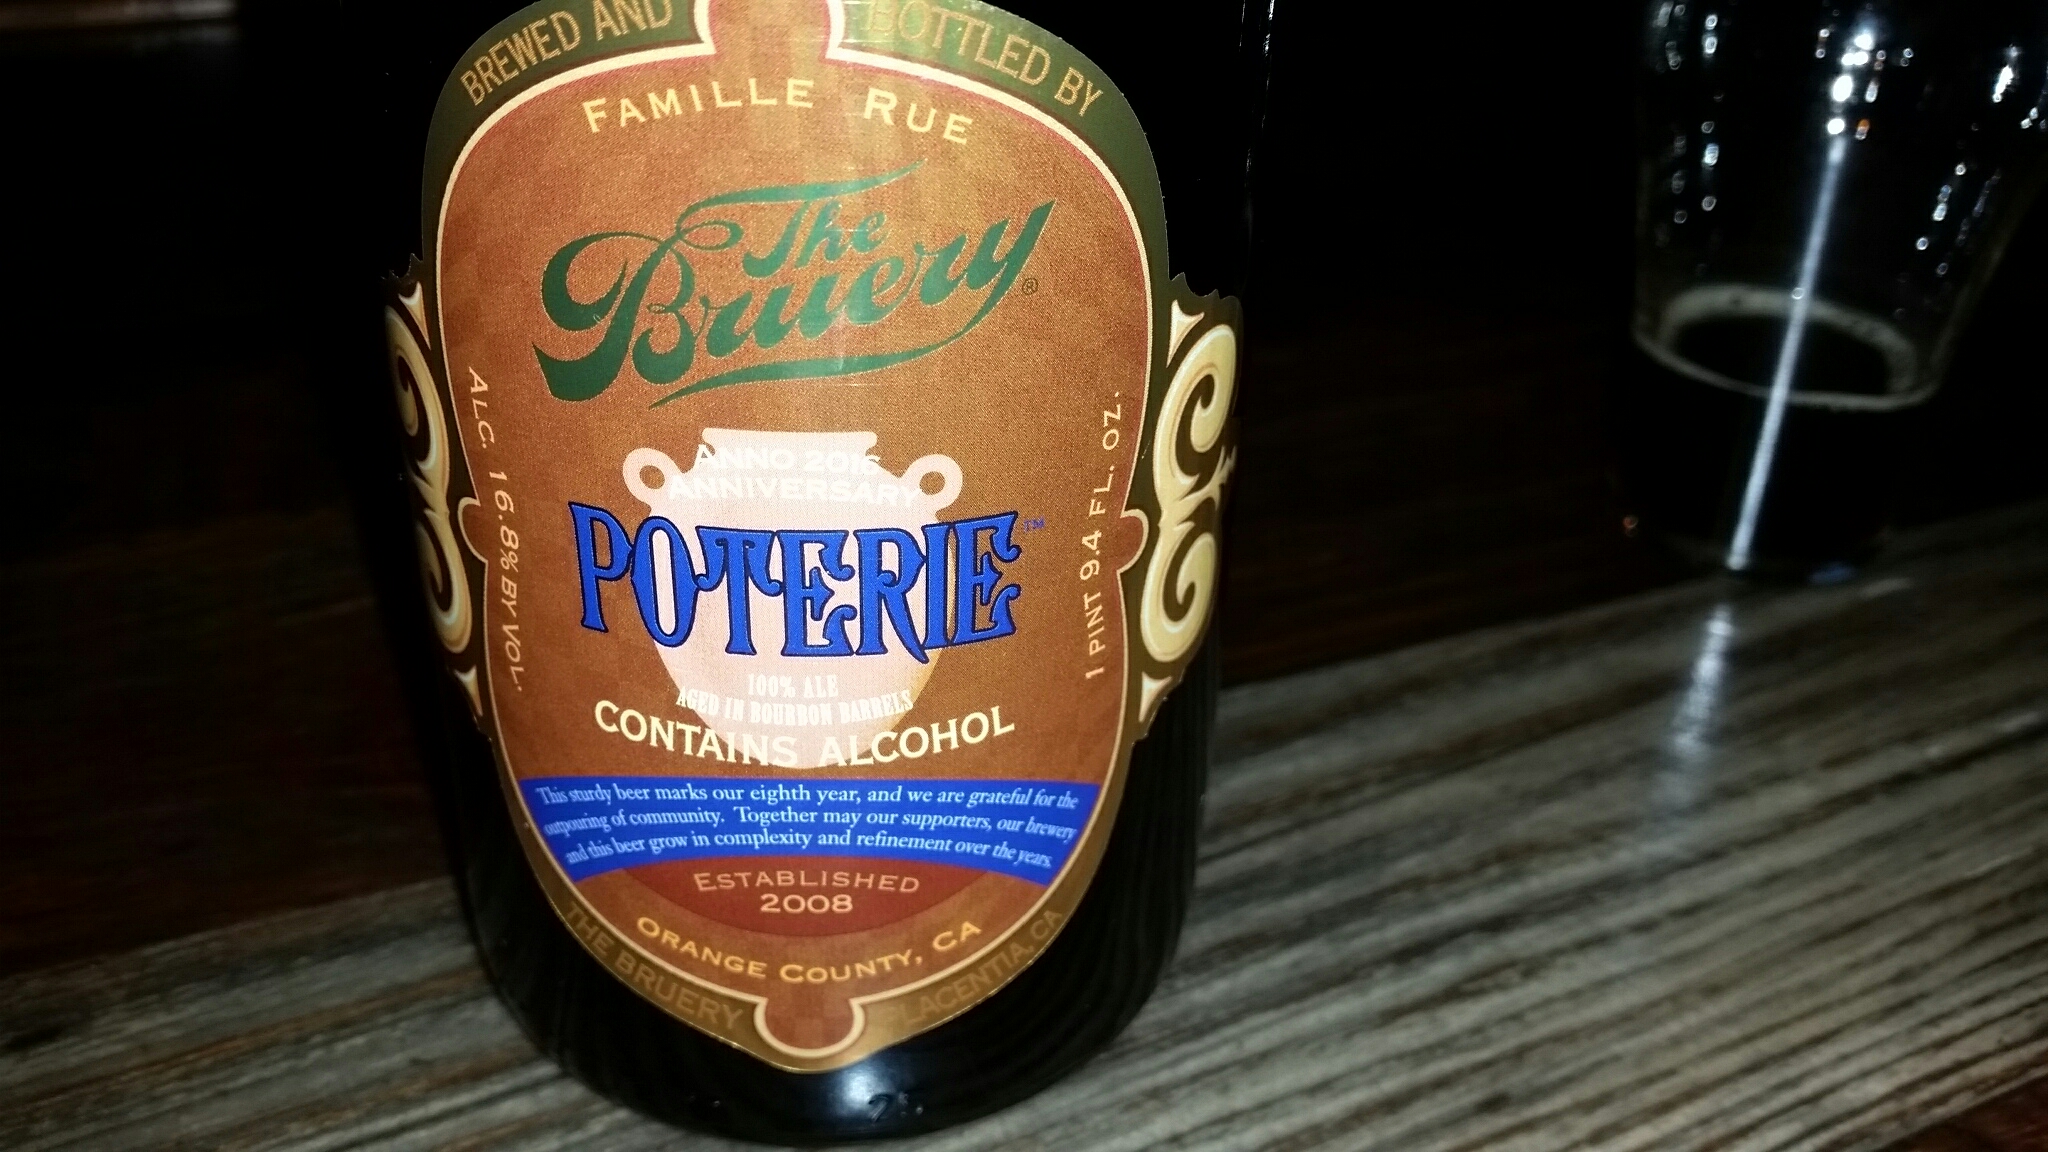 BREWED AND BOTTLED BY
FAMILLE RUE
The
Bruery®
ALC. 16.8% BY VOL.
1 PINT 9.4 FL. OZ.
ANNO 2016
ANNIVERSARY
POTERIE™
100% ALE
AGED IN BOURBON BARRELS
CONTAINS ALCOHOL
This sturdy beer marks our eighth year, and we are grateful for the
outpouring of community. Together may our supporters, our brewery
and this beer grow in complexity and refinement over the years.
ESTABLISHED
2008
ORANGE COUNTY, CA
THE BRUERY PLACENTIA, CA